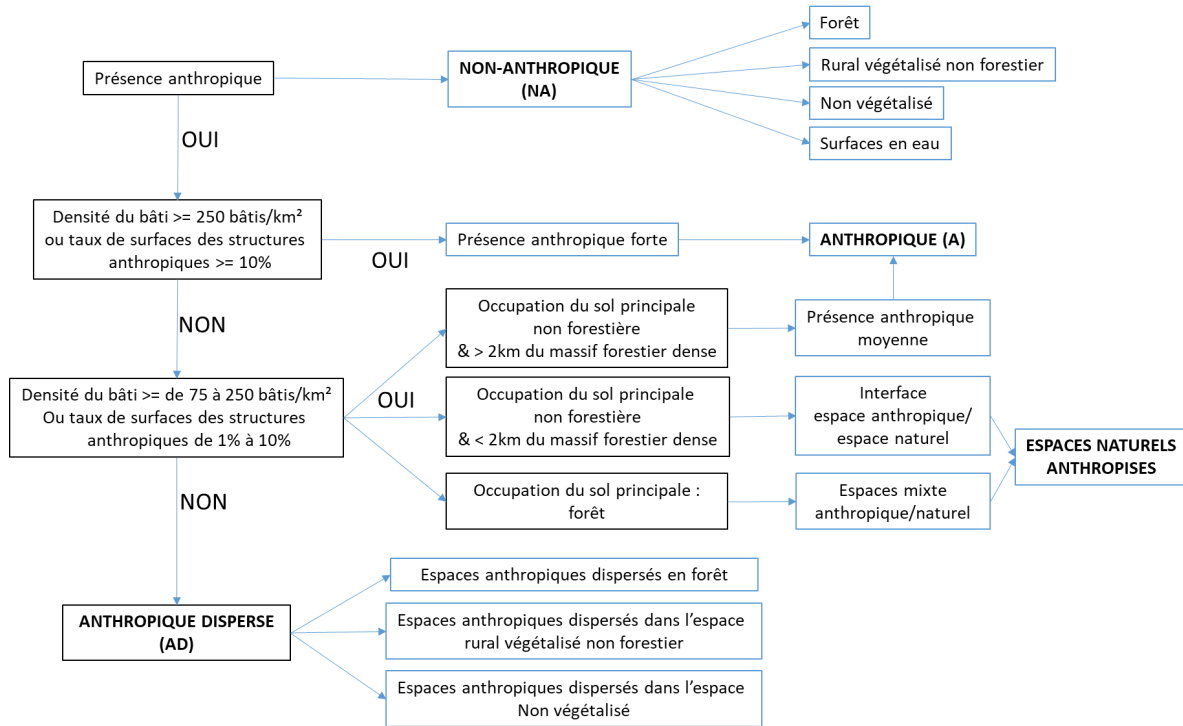 Forêt
Présence anthropique
NON-ANTHROPIQUE
(NA)
Rural végétalisé non forestier
Non végétalisé
Surfaces en eau
OUI
Densité du bâti >= 250 bâtis/km²
ou taux de surfaces des structures
anthropiques >= 10%
OUI
Présence anthropique forte
ANTHROPIQUE (A)
NON
Occupation du sol principale
non forestière
& > 2km du massif forestier dense
Présence anthropique
moyenne
Densité du bâti >= de 75 à 250 bâtis/km²
Ou taux de surfaces des structures
anthropiques de 1% à 10%
OUI
Occupation du sol principale
non forestière
& < 2km du massif forestier dense
Interface
espace anthropique/
espace naturel
ESPACES NATURELS
ANTHROPISES
NON
Occupation du sol principale :
forêt
Espaces mixte
anthropique/naturel
ANTHROPIQUE DISPERSE
(AD)
Espaces anthropiques dispersés en forêt
Espaces anthropiques dispersés dans l’espace
rural végétalisé non forestier
Espaces anthropiques dispersés dans l’espace
Non végétalisé